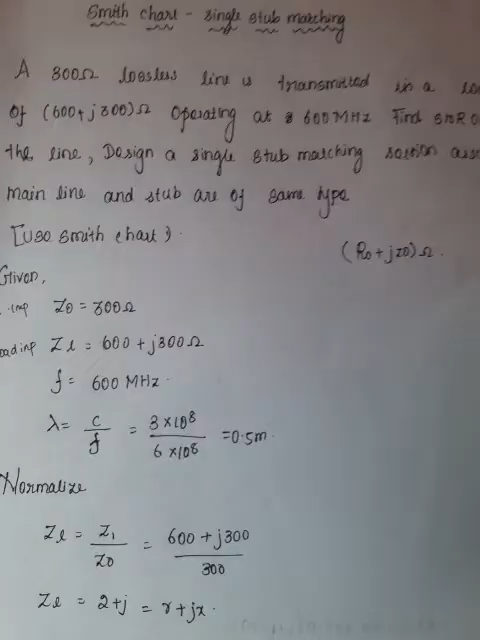 Smith chart - single stub matching
A 300Ω lossless line is transmitted in a
Of (600+j300)Ω operating at 600MHz Find
the line, Design a single stub matching section
main line and stub are of same type
[Use smith chart).
(R0+jz0)Ω.
Given,
imp Z0 = 300Ω
Zl = 600+j300Ω
f = 600 MHz.
λ = c/f = 3×10^8/6×10^8 = 0.5m.
Normalize
Zl = Z1/Z0 = 600+j300/300
Zl = 2+j = r+jx.